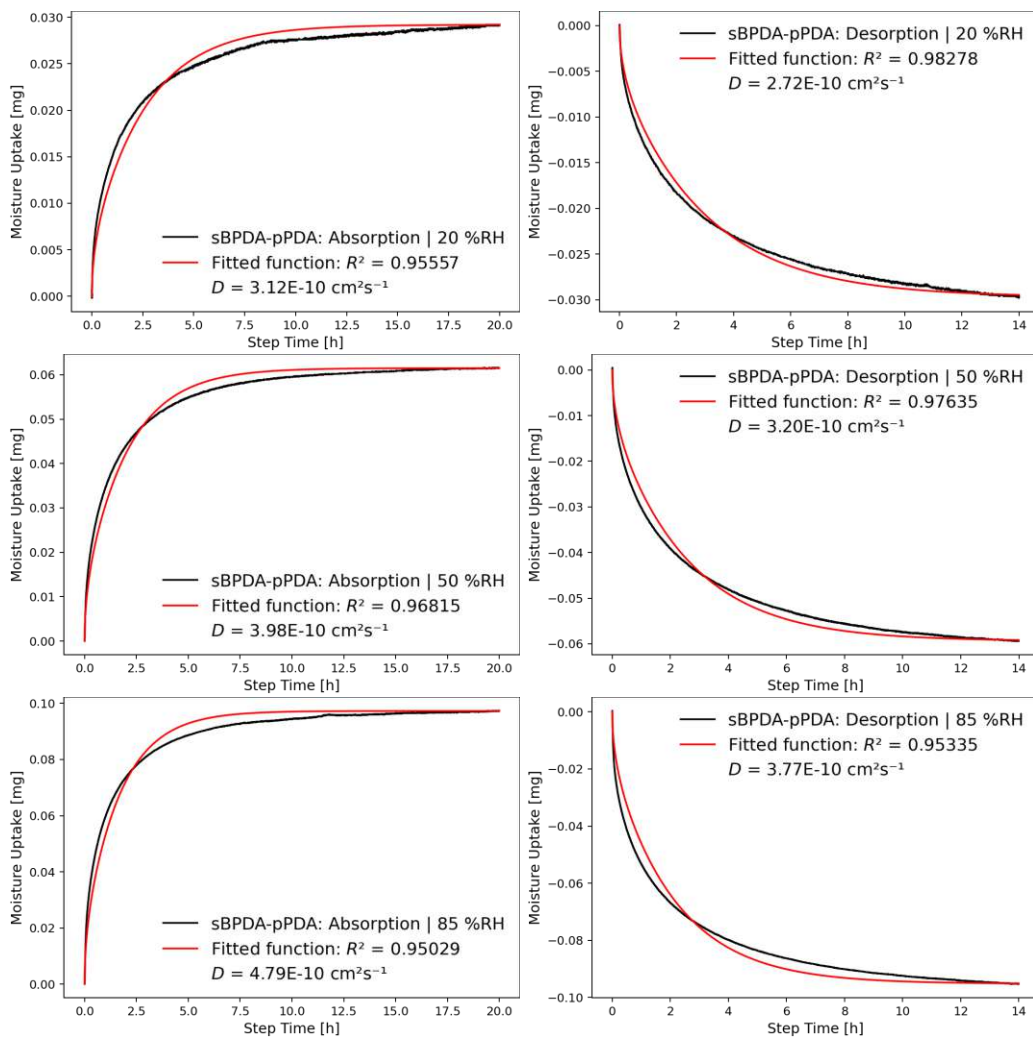 0.030
0.025
0.020
0.015
0.010
0.005
0.000
Moisture Uptake [mg]
sBPDA-pPDA: Absorption | 20 %RH
Fitted function: R² = 0.95557
D = 3.12E-10 cm²s⁻¹
0.0 2.5 5.0 7.5 10.0 12.5 15.0 17.5 20.0
Step Time [h]
0.000
−0.005
−0.010
−0.015
−0.020
−0.025
−0.030
Moisture Uptake [mg]
sBPDA-pPDA: Desorption | 20 %RH
Fitted function: R² = 0.98278
D = 2.72E-10 cm²s⁻¹
0 2 4 6 8 10 12 14
Step Time [h]
0.06
0.05
0.04
0.03
0.02
0.01
0.00
Moisture Uptake [mg]
sBPDA-pPDA: Absorption | 50 %RH
Fitted function: R² = 0.96815
D = 3.98E-10 cm²s⁻¹
0.0 2.5 5.0 7.5 10.0 12.5 15.0 17.5 20.0
Step Time [h]
0.00
−0.01
−0.02
−0.03
−0.04
−0.05
−0.06
Moisture Uptake [mg]
sBPDA-pPDA: Desorption | 50 %RH
Fitted function: R² = 0.97635
D = 3.20E-10 cm²s⁻¹
0 2 4 6 8 10 12 14
Step Time [h]
0.10
0.08
0.06
0.04
0.02
0.00
Moisture Uptake [mg]
sBPDA-pPDA: Absorption | 85 %RH
Fitted function: R² = 0.95029
D = 4.79E-10 cm²s⁻¹
0.0 2.5 5.0 7.5 10.0 12.5 15.0 17.5 20.0
Step Time [h]
0.00
−0.02
−0.04
−0.06
−0.08
−0.10
Moisture Uptake [mg]
sBPDA-pPDA: Desorption | 85 %RH
Fitted function: R² = 0.95335
D = 3.77E-10 cm²s⁻¹
0 2 4 6 8 10 12 14
Step Time [h]